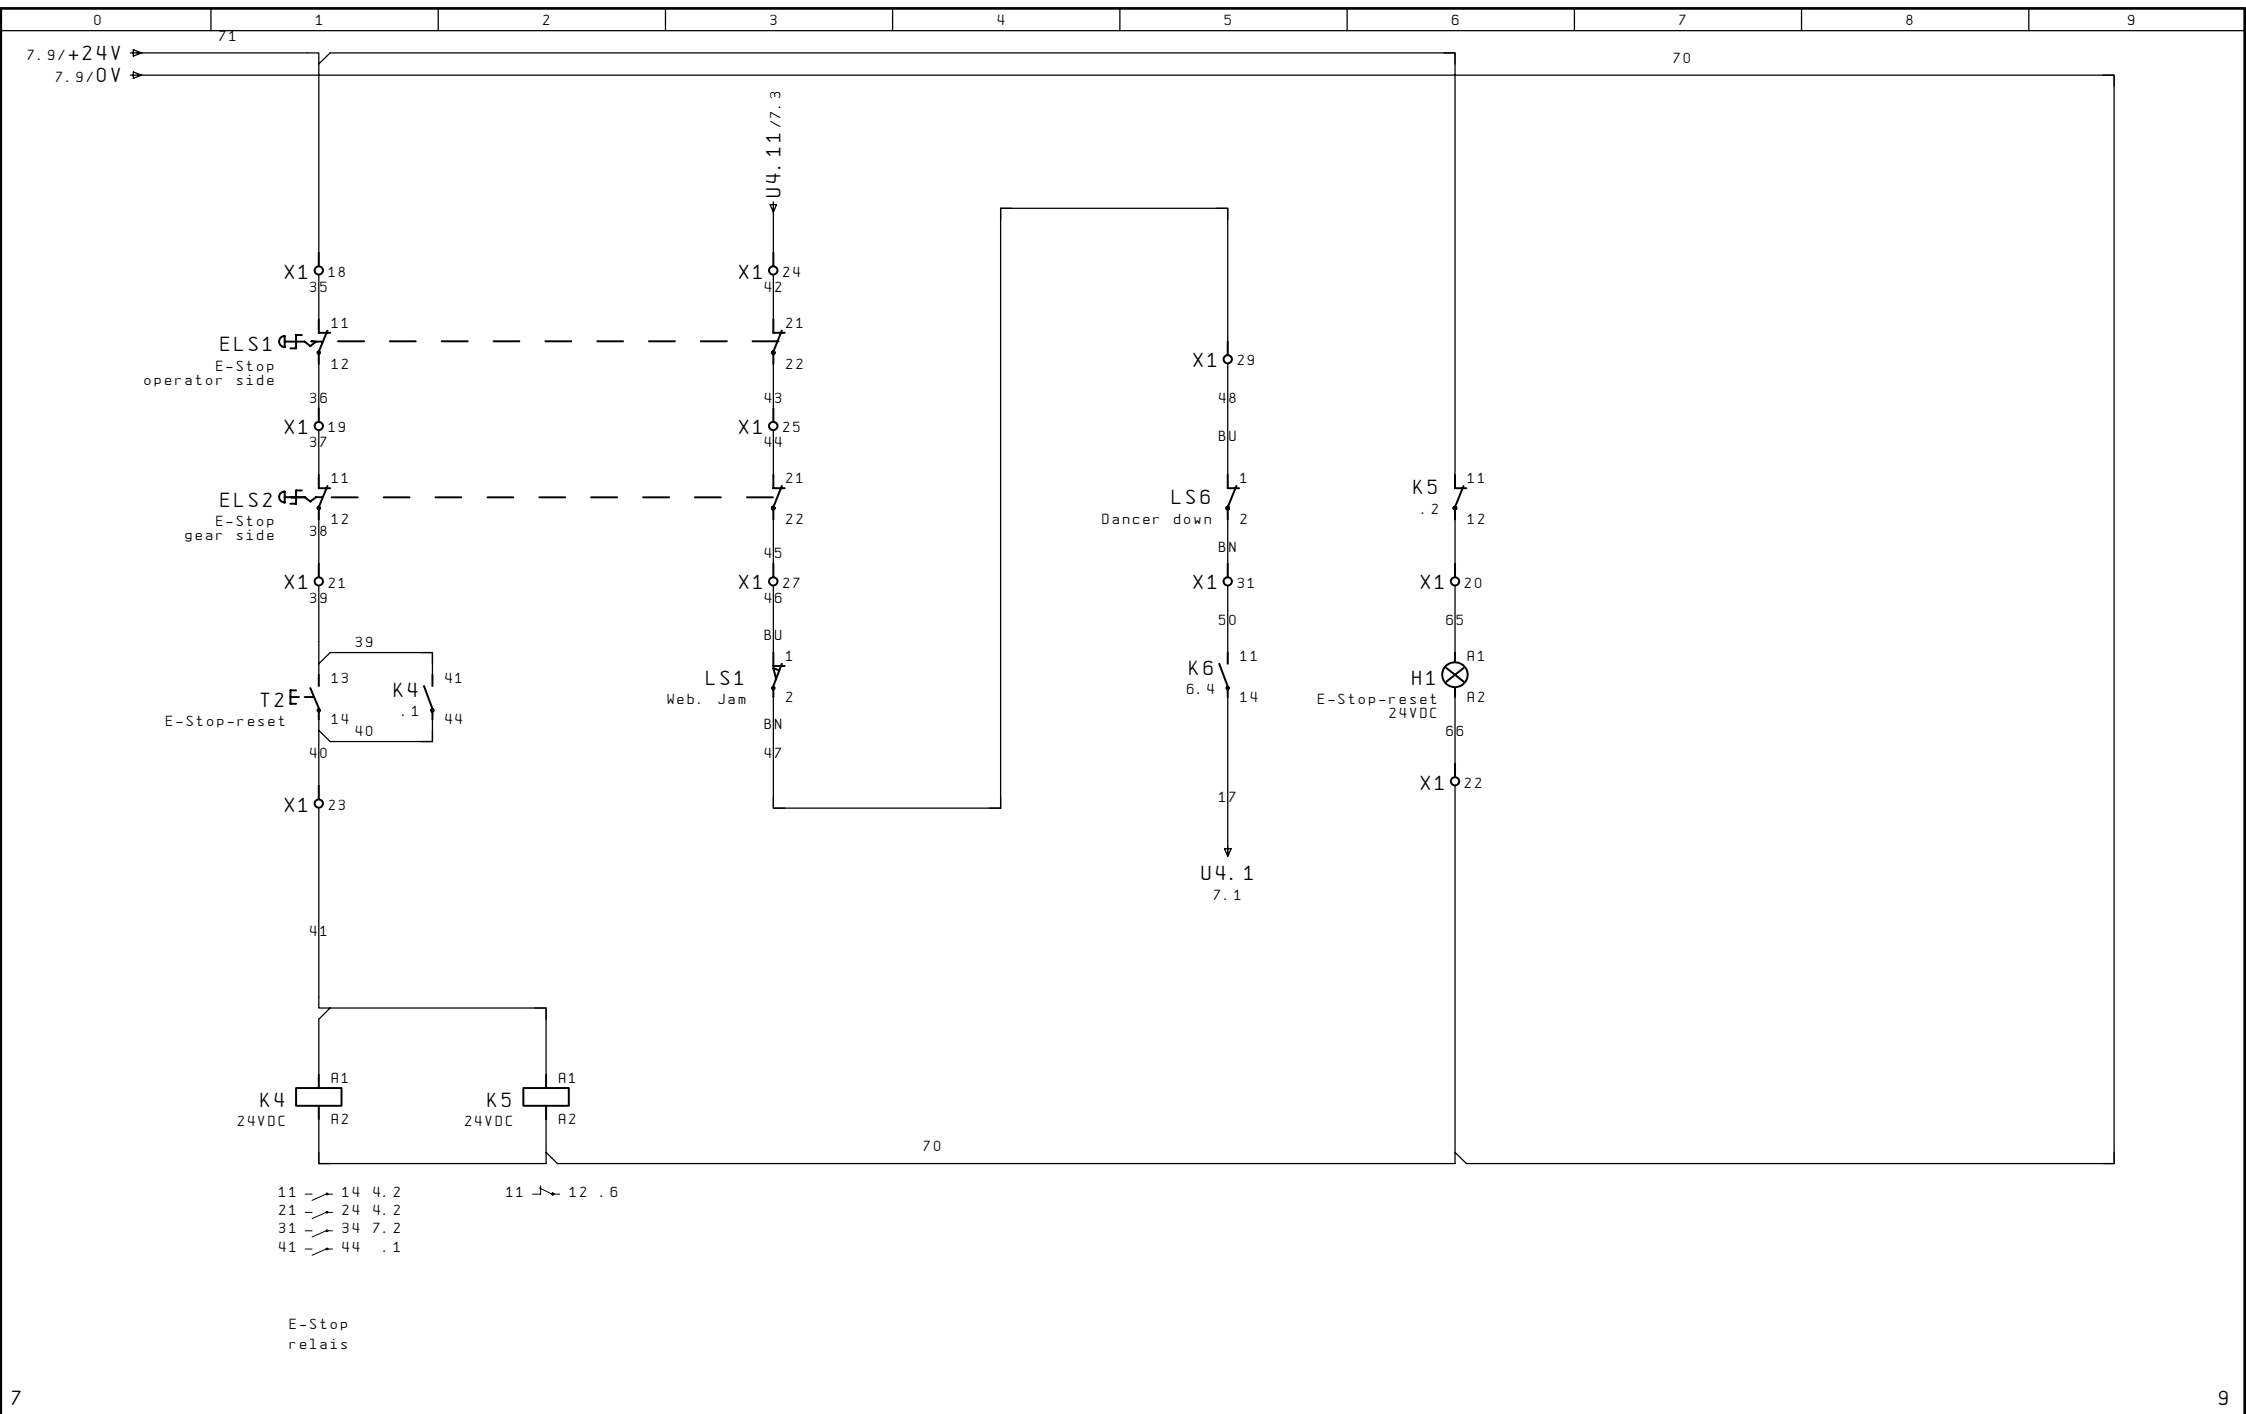 0 1 2 3 4 5 6 7 8 9
71
7.9/+24V
70
7.9/0V
U4.11/7.3
X1 18
35
X1 24
42
ELS1
E-Stop
operator side
11
12
21
22
X1 29
36
43
48
X1 19
37
X1 25
44
BU
ELS2
E-Stop
gear side
11
12
38
21
22
LS6
Dancer down
1
2
K5
.2
11
12
45
BN
X1 21
39
X1 27
46
X1 31
X1 20
50
65
39
BU
T2
E-Stop-reset
13
14
K4
.1
41
44
LS1
Web. Jam
1
2
K6
6.4
11
14
H1
E-Stop-reset
24VDC
A1
A2
40
40
BN
47
66
X1 23
X1 22
17
U4.1
7.1
41
K4
24VDC
A1
A2
K5
24VDC
A1
A2
70
11 14 4.2
21 24 4.2
31 34 7.2
41 44 .1
11 12 .6
E-Stop
relais
7
9